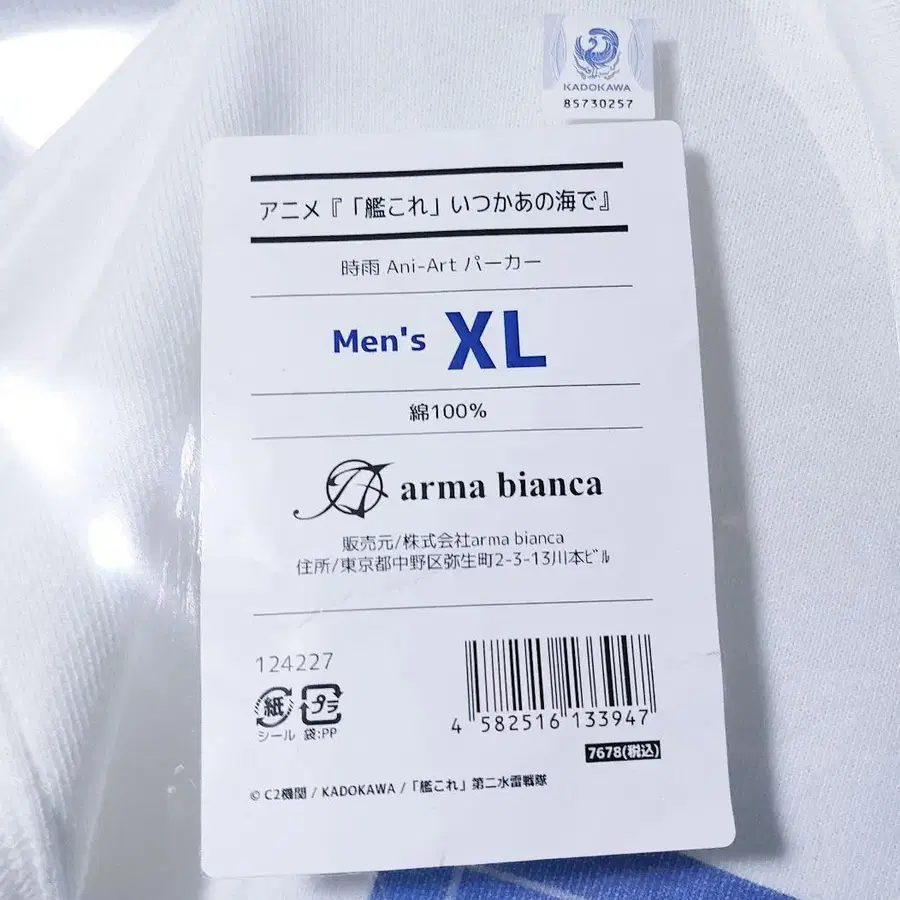 KADOKAWA
85730257
アニメ『「艦これ」いつかあの海で』
時雨 Ani-Art パーカー
Men's XL
綿100%
arma bianca
販売元/株式会社arma bianca
住所/東京都中野区弥生町2-3-13川本ビル
124227
紙 プラ
シール 袋:PP
4 582516 133947
7678(税込)
© C2機関 / KADOKAWA / 「艦これ」第二水雷戦隊